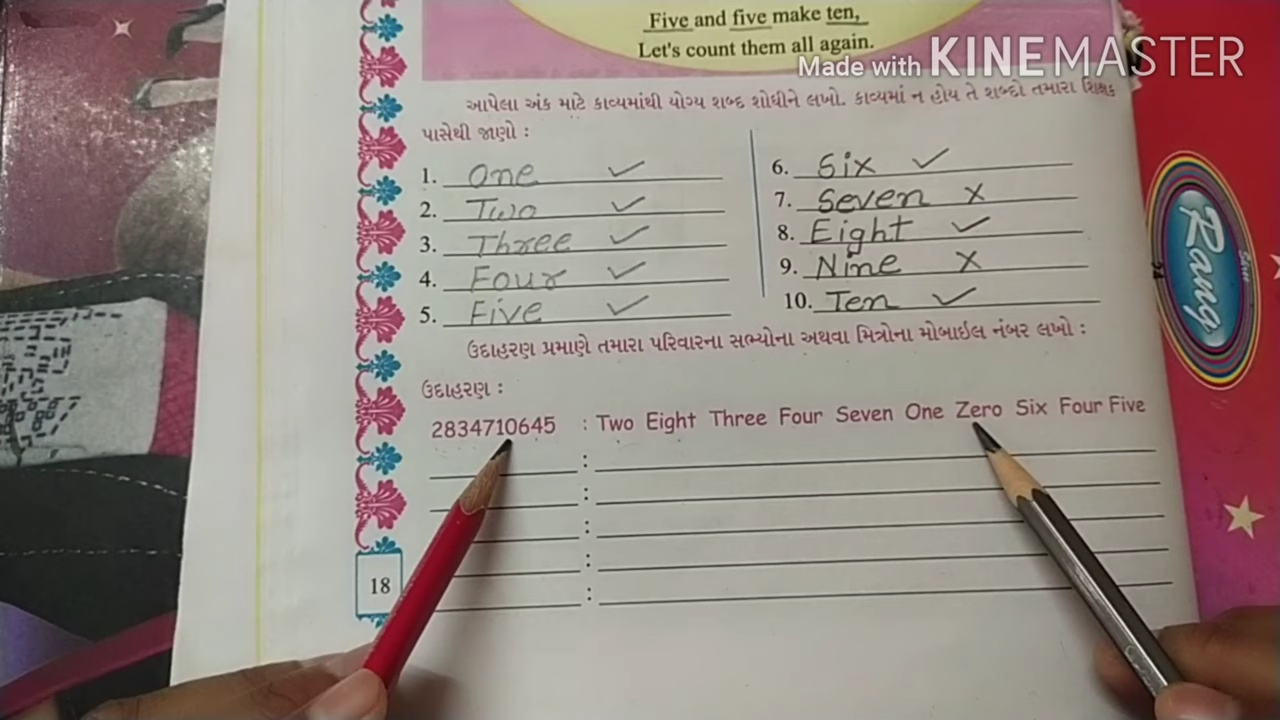 Five and five make ten,
Let's count them all again.
Made with KINEMASTER
આપેલા અંક માટે કાવ્યમાંથી યોગ્ય શબ્દ શોધીને લખો. કાવ્યમાં ન હોય તે શબ્દો તમારા શિક્ષક
પાસેથી જાણો :
1. One ✓
2. Two ✓
3. Three ✓
4. Four ✓
5. Five ✓
6. Six ✓
7. Seven ×
8. Eight ✓
9. Nine ×
10. Ten ✓
ઉદાહરણ પ્રમાણે તમારા પરિવારના સભ્યોના અથવા મિત્રોના મોબાઇલ નંબર લખો :
ઉદાહરણ :
2834710645 : Two Eight Three Four Seven One Zero Six Four Five
:
:
:
:
:
18
Rang